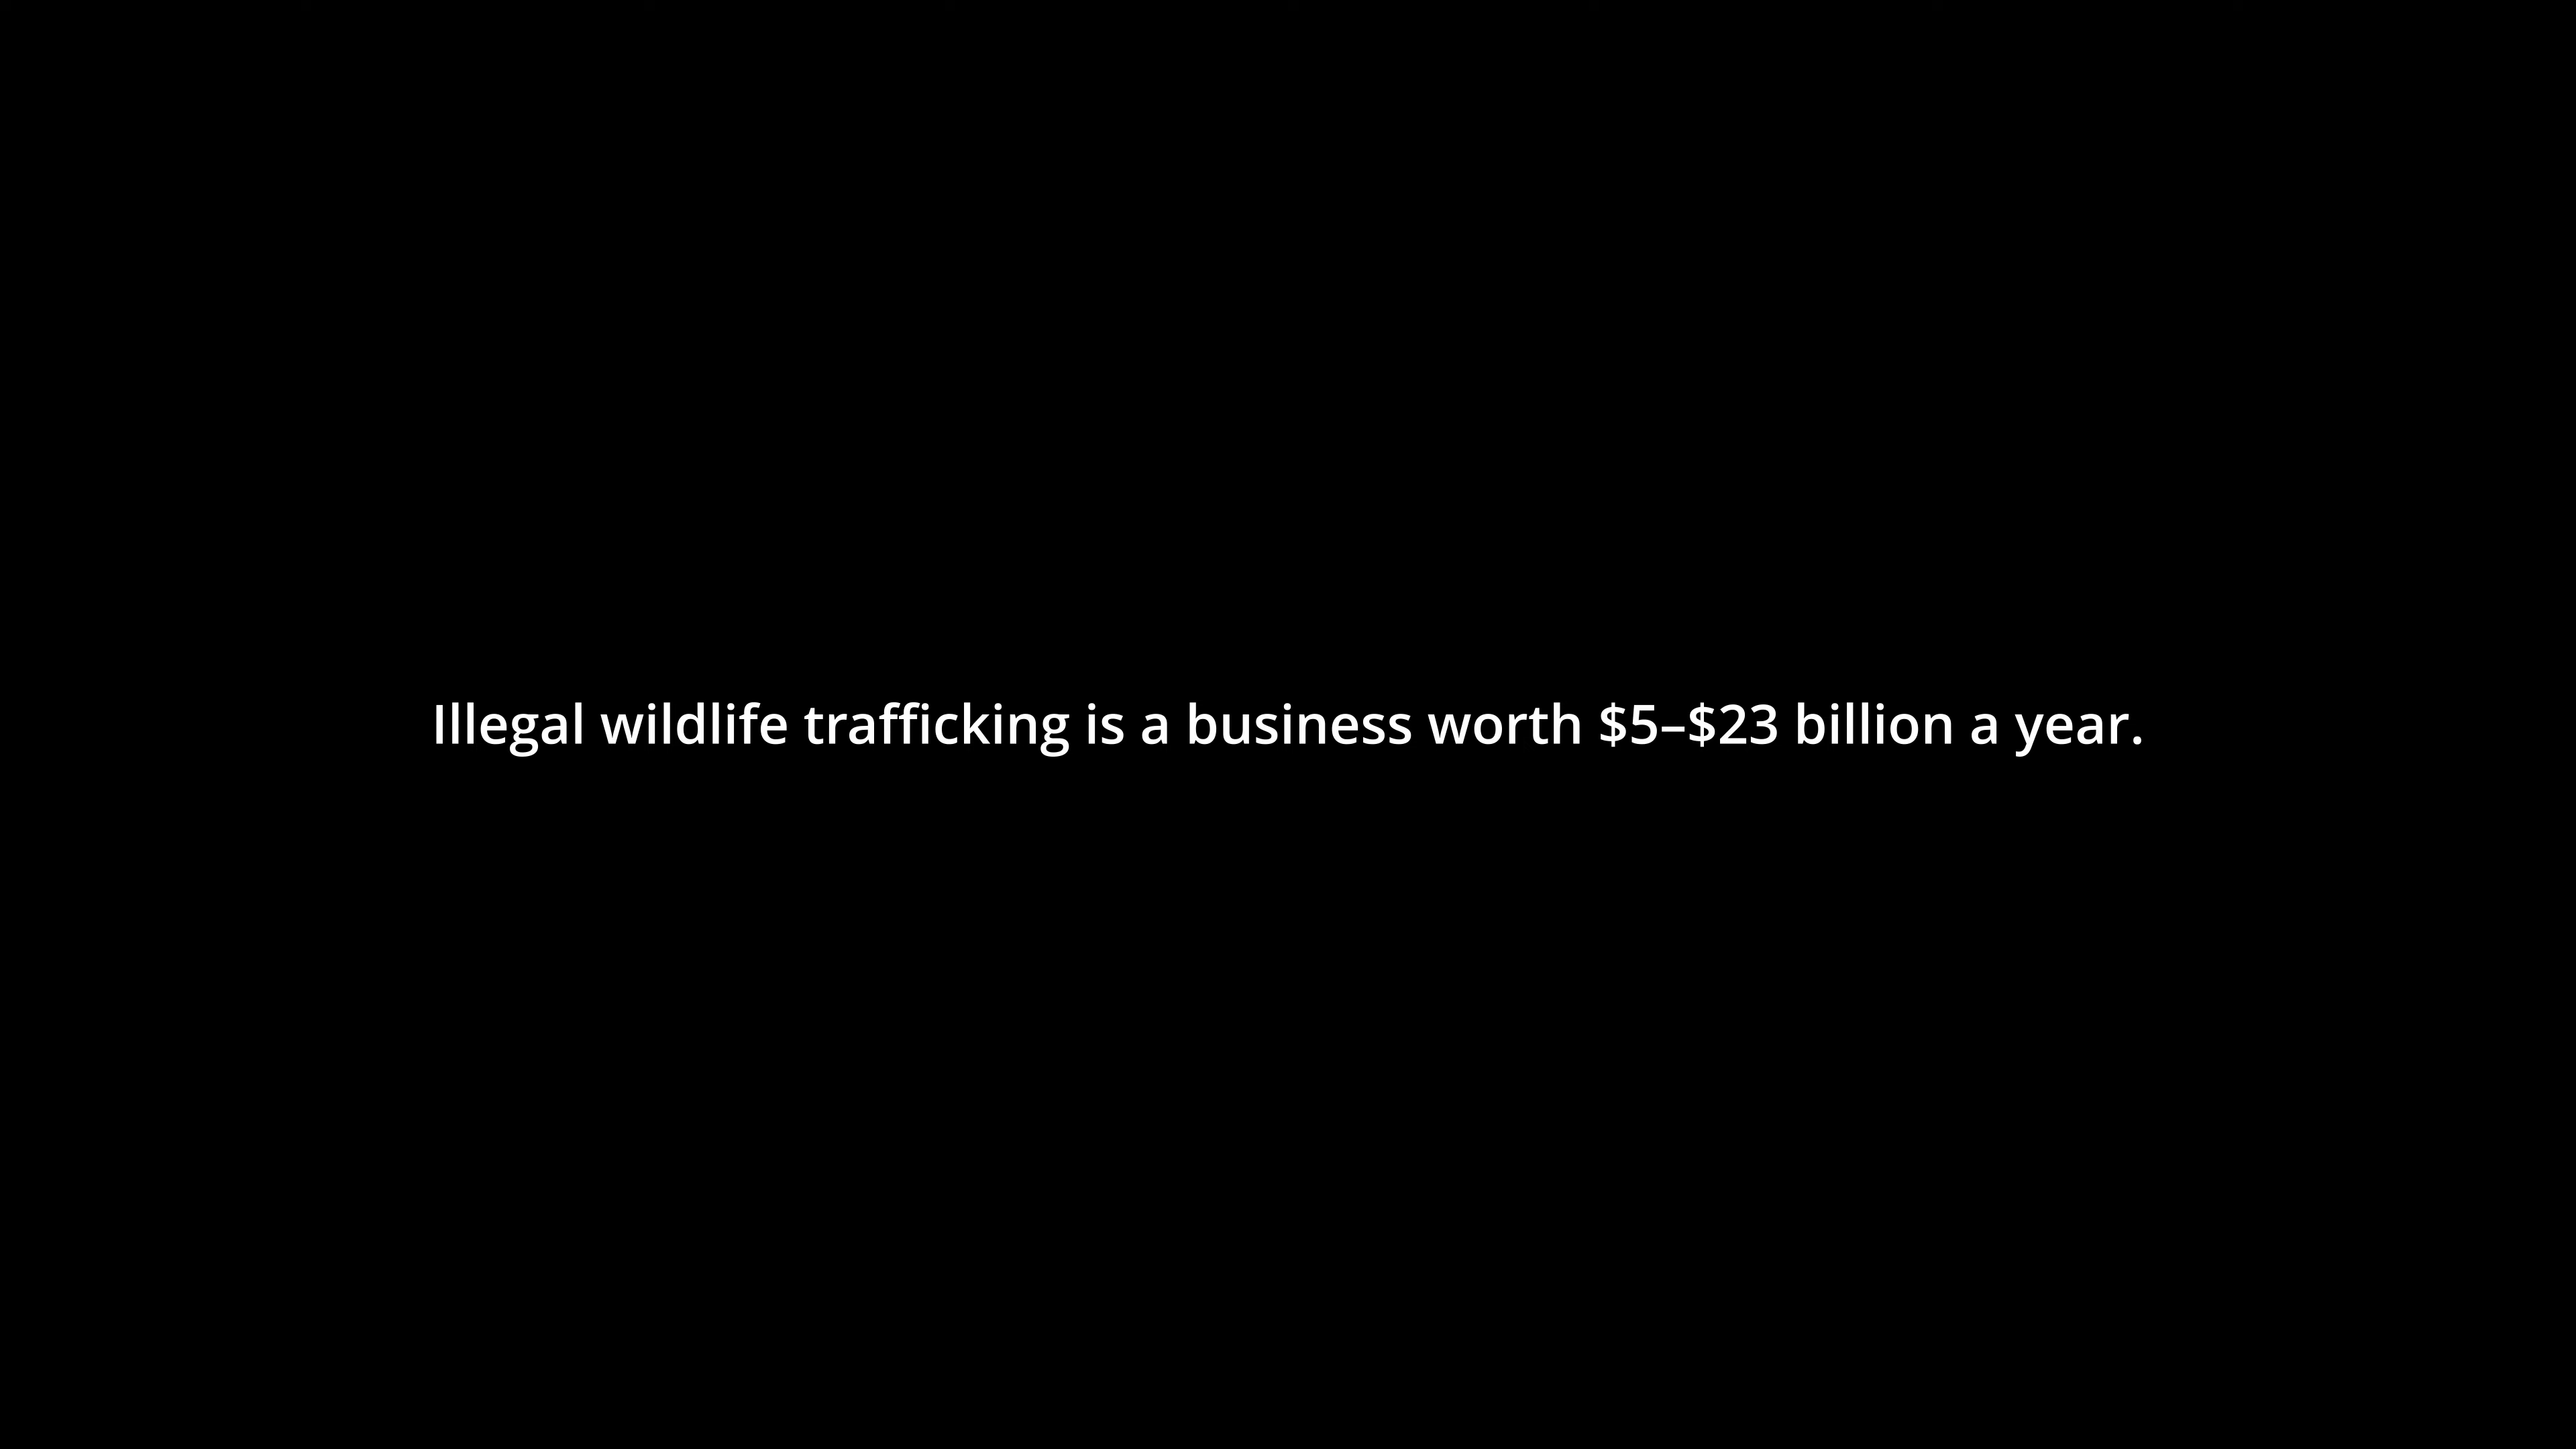 Illegal wildlife trafficking is a business worth $5–$23 billion a year.